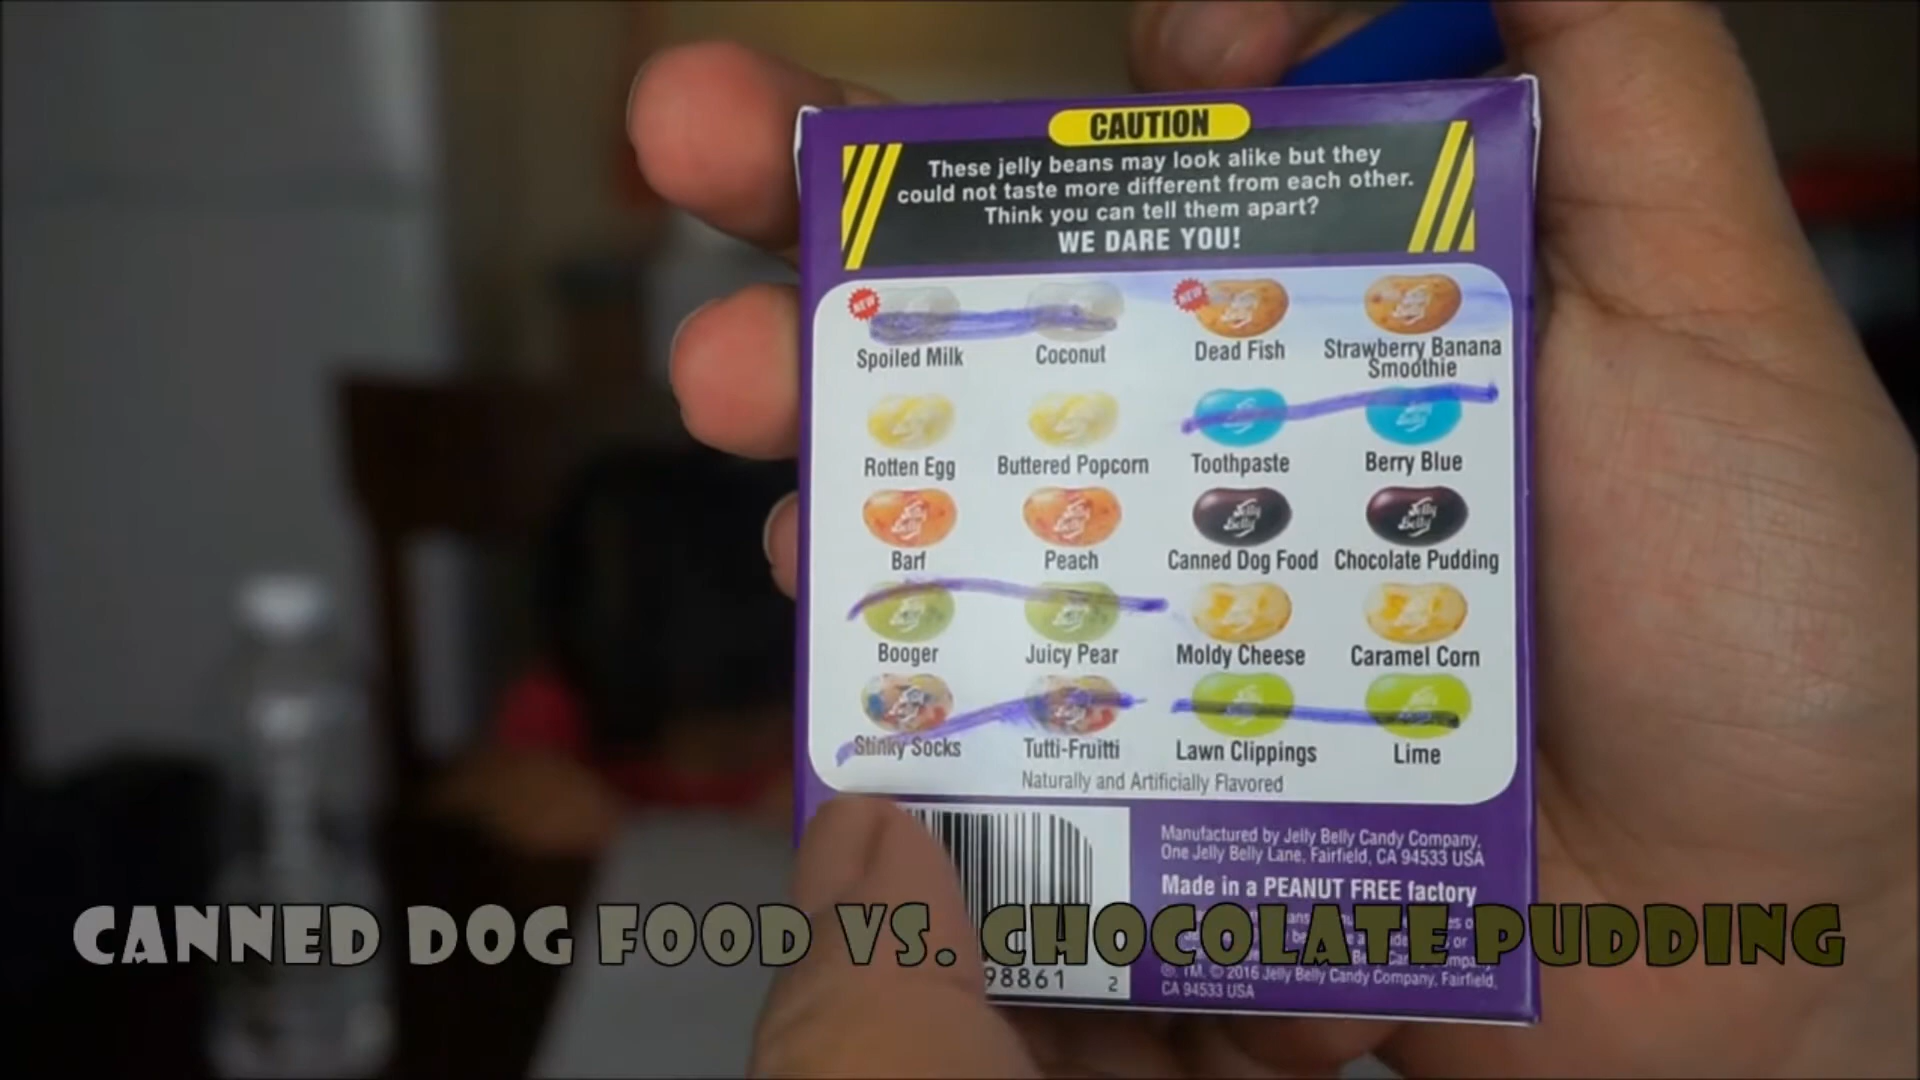 CAUTION
These jelly beans may look alike but they
could not taste more different from each other.
Think you can tell them apart?
WE DARE YOU!
NEW
NEW
Spoiled Milk
Coconut
Dead Fish
Strawberry Banana
Smoothie
Rotten Egg
Buttered Popcorn
Toothpaste
Berry Blue
Jelly Belly
Jelly Belly
Barf
Peach
Canned Dog Food
Chocolate Pudding
Booger
Juicy Pear
Moldy Cheese
Caramel Corn
Stinky Socks
Tutti-Fruitti
Lawn Clippings
Lime
Naturally and Artificially Flavored
Manufactured by Jelly Belly Candy Company,
One Jelly Belly Lane, Fairfield, CA 94533 USA
Made in a PEANUT FREE factory
CANNED DOG FOOD VS. CHOCOLATE PUDDING
98861 2
®, TM, © 2016 Jelly Belly Candy Company, Fairfield,
CA 94533 USA